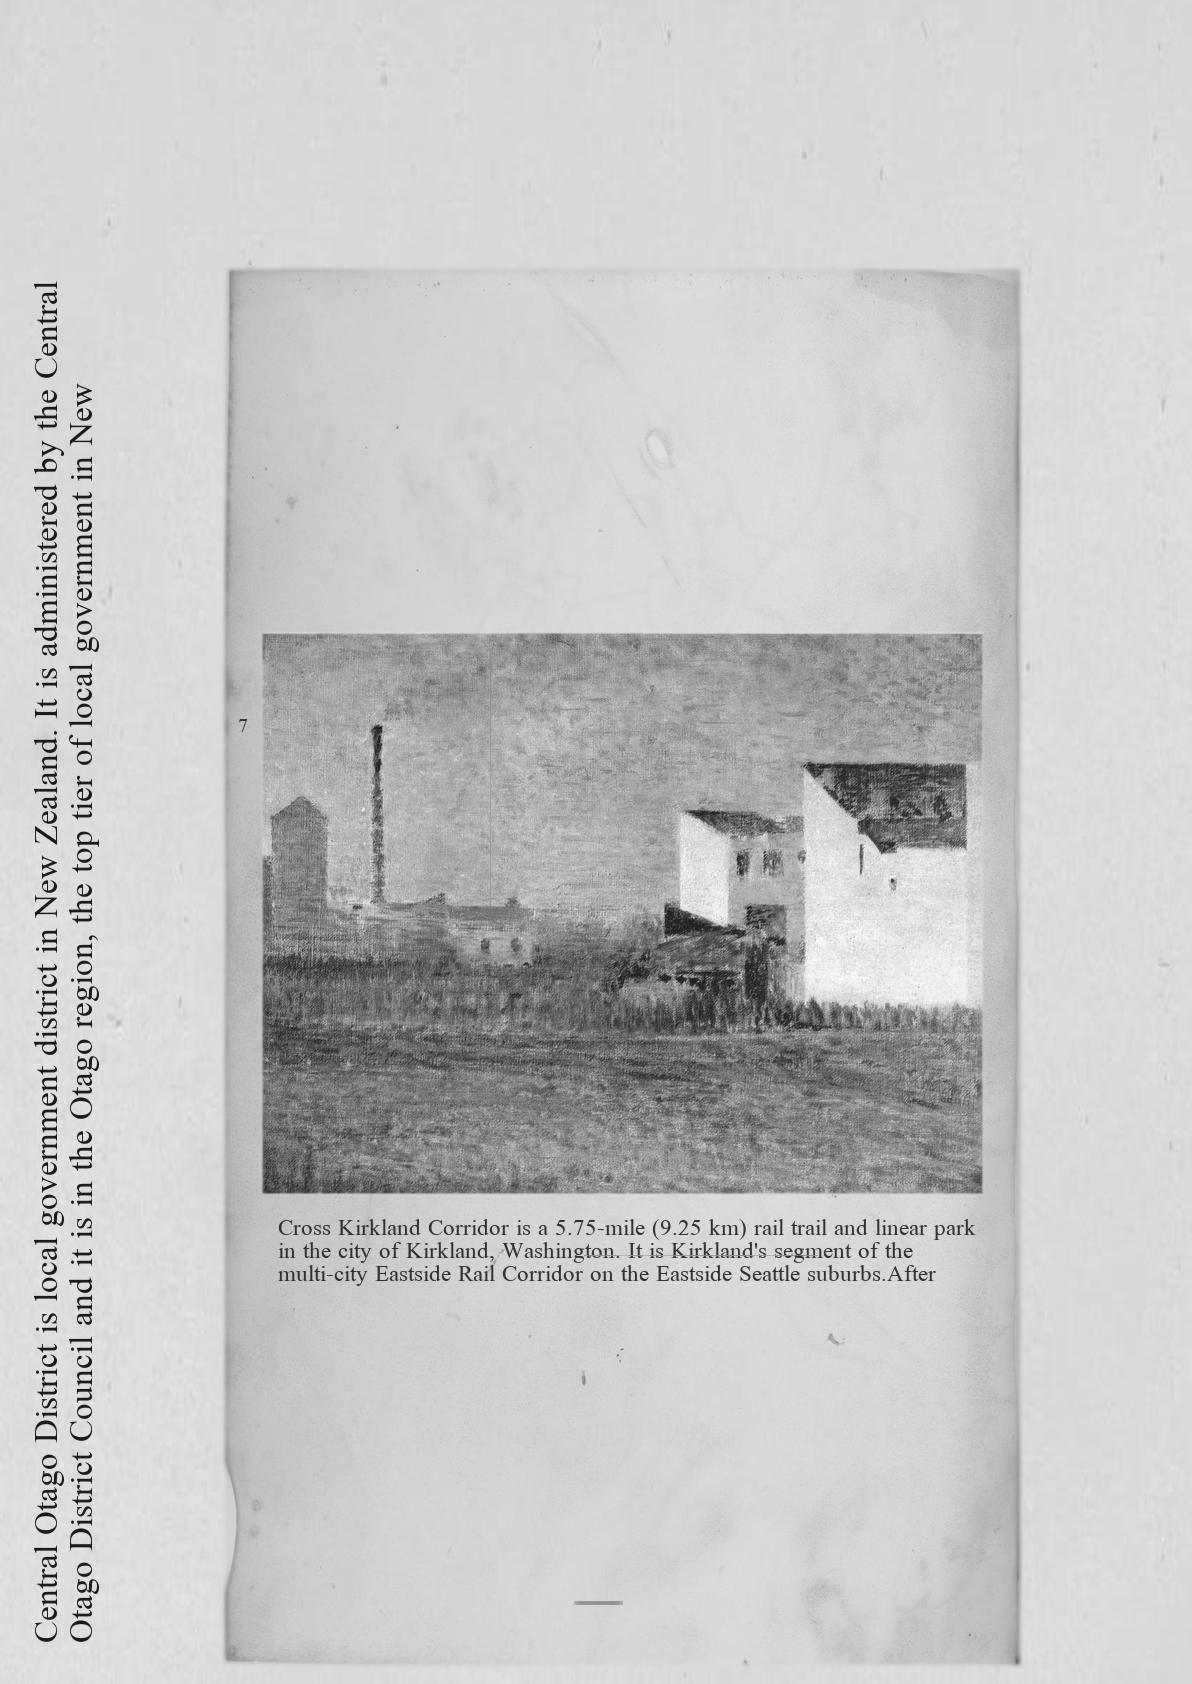 Central Otago District is local government district in New Zealand. It is administered by the Central
Otago District Council and it is in the Otago region, the top tier of local government in New
7
Cross Kirkland Corridor is a 5.75-mile (9.25 km) rail trail and linear park
in the city of Kirkland, Washington. It is Kirkland's segment of the
multi-city Eastside Rail Corridor on the Eastside Seattle suburbs.After